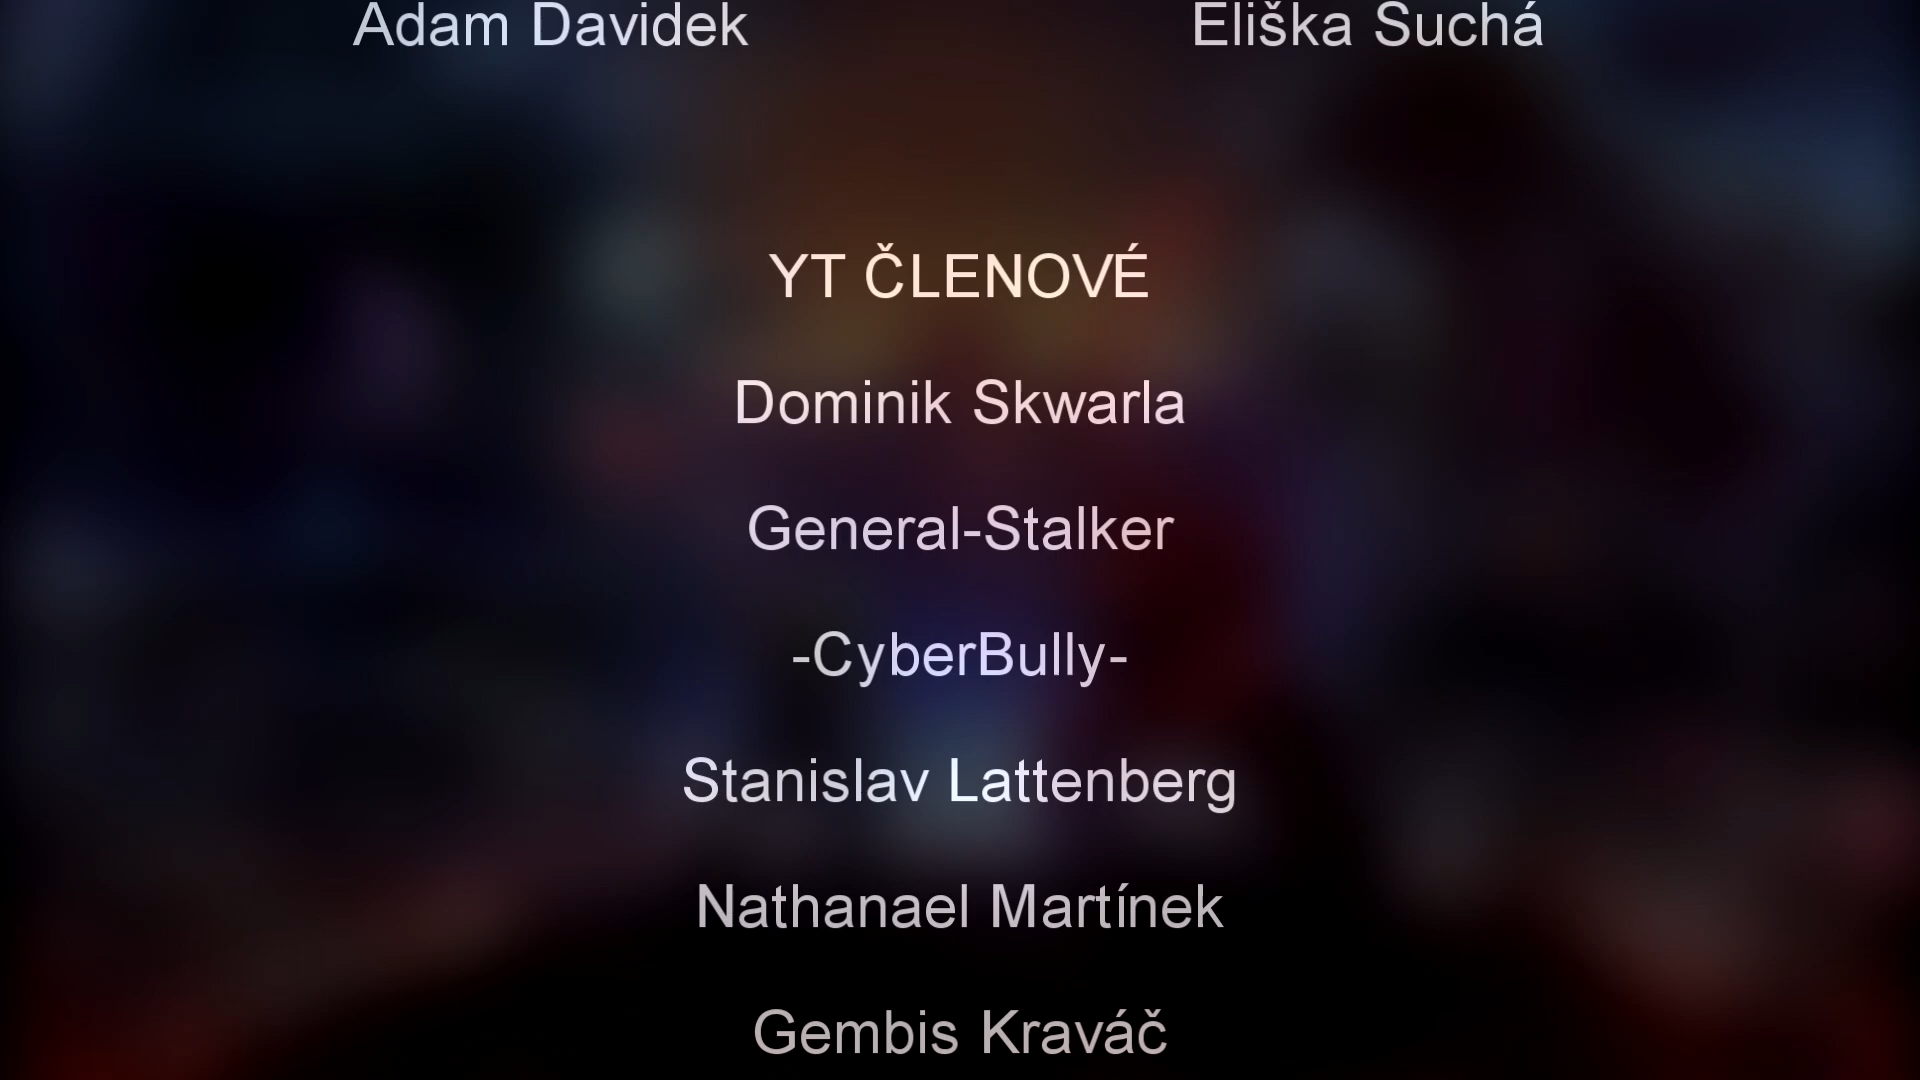 Adam Davidek Eliška Suchá
YT ČLENOVÉ
Dominik Skwarla
General-Stalker
-CyberBully-
Stanislav Lattenberg
Nathanael Martínek
Gembis Kraváč